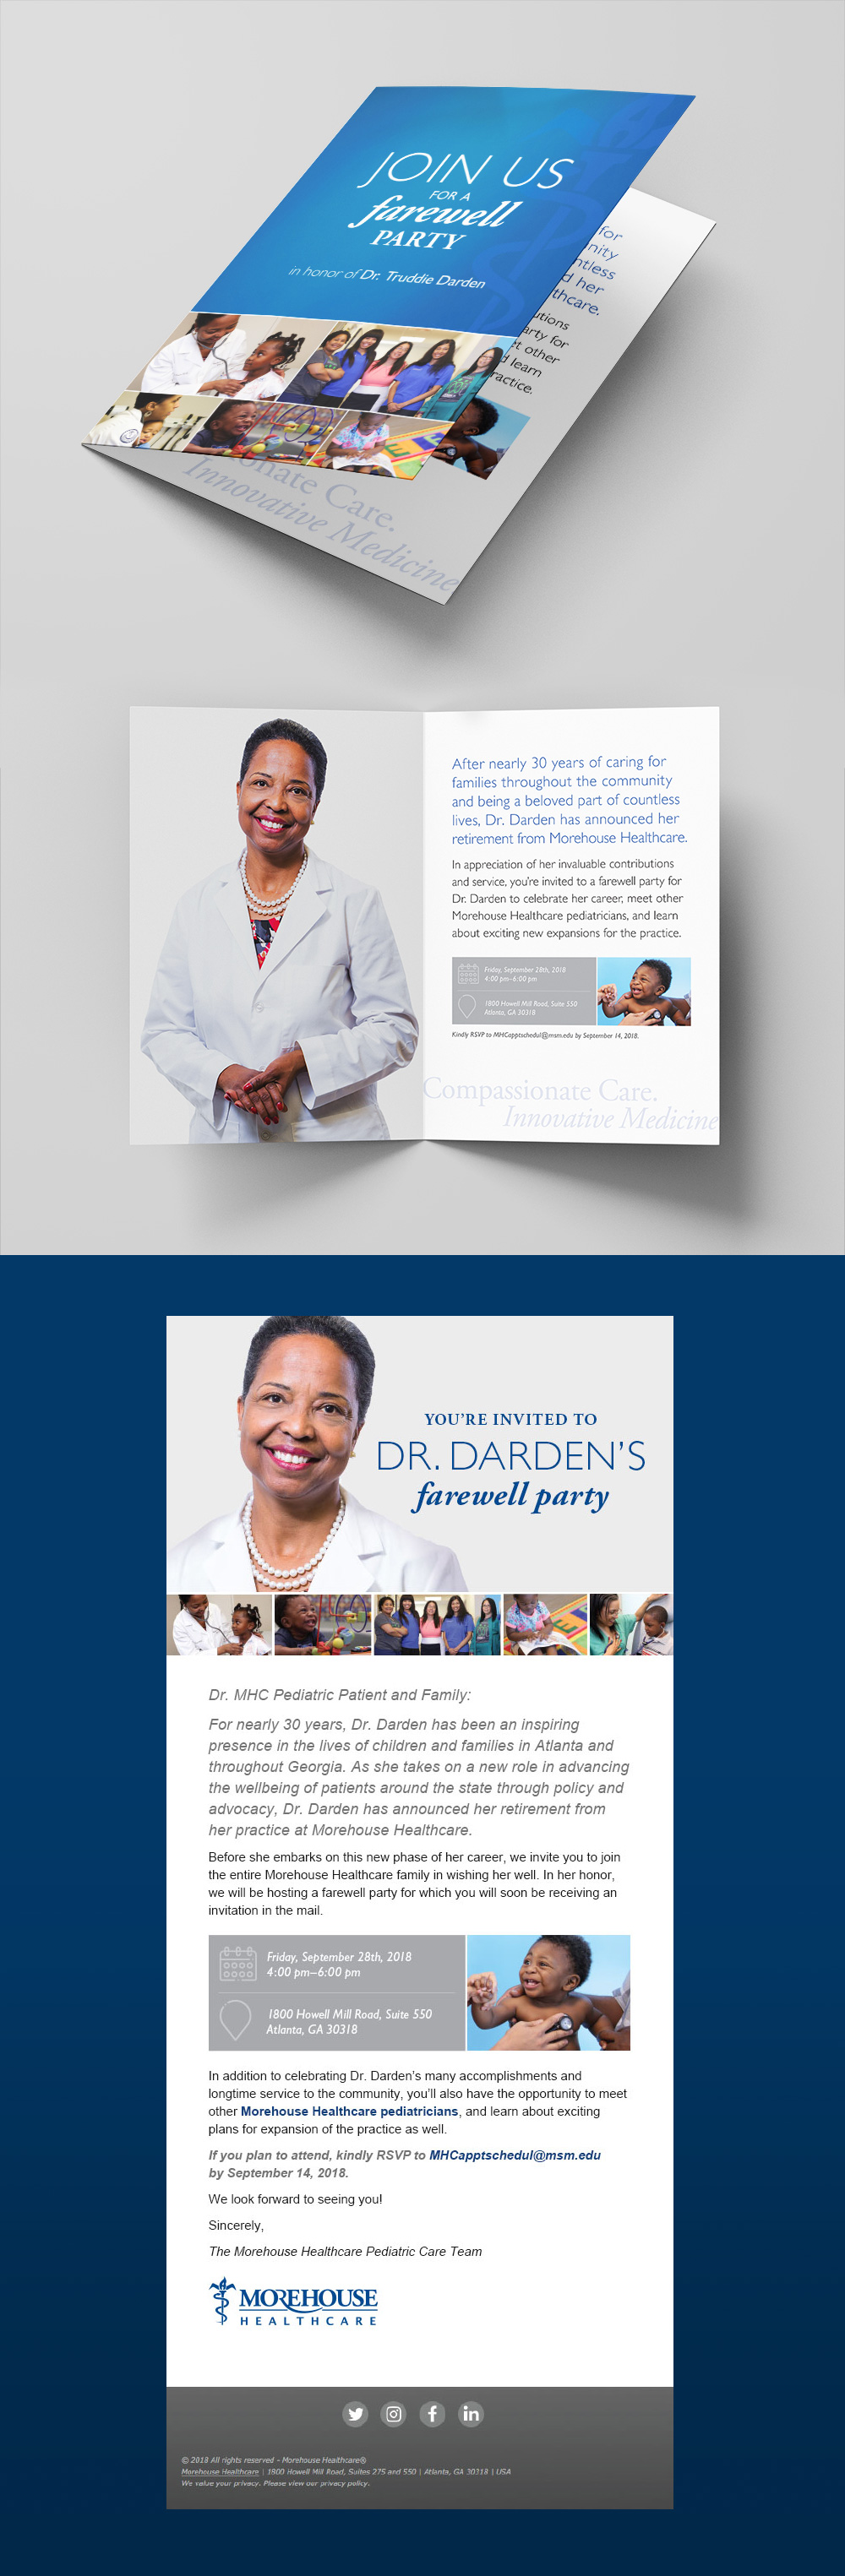 JOIN US
FOR A
farewell
PARTY
in honor of Dr. Truddie Darden
for
nity
ntless
d her
thcare.
utions
arty for
et other
d learn
ractice.
onate Care.
Innovative Medicine
After nearly 30 years of caring for
families throughout the community
and being a beloved part of countless
lives, Dr. Darden has announced her
retirement from Morehouse Healthcare.
In appreciation of her invaluable contributions
and service, you're invited to a farewell party for
Dr. Darden to celebrate her career, meet other
Morehouse Healthcare pediatricians, and learn
about exciting new expansions for the practice.
Friday, September 28th, 2018
4:00 pm–6:00 pm
1800 Howell Mill Road, Suite 550
Atlanta, GA 30318
Kindly RSVP to MHCapptschedul@msm.edu by September 14, 2018.
Compassionate Care.
Innovative Medicine
YOU'RE INVITED TO
DR. DARDEN'S
farewell party
Dr. MHC Pediatric Patient and Family:
For nearly 30 years, Dr. Darden has been an inspiring
presence in the lives of children and families in Atlanta and
throughout Georgia. As she takes on a new role in advancing
the wellbeing of patients around the state through policy and
advocacy, Dr. Darden has announced her retirement from
her practice at Morehouse Healthcare.
Before she embarks on this new phase of her career, we invite you to join
the entire Morehouse Healthcare family in wishing her well. In her honor,
we will be hosting a farewell party for which you will soon be receiving an
invitation in the mail.
Friday, September 28th, 2018
4:00 pm–6:00 pm
1800 Howell Mill Road, Suite 550
Atlanta, GA 30318
In addition to celebrating Dr. Darden's many accomplishments and
longtime service to the community, you'll also have the opportunity to meet
other Morehouse Healthcare pediatricians, and learn about exciting
plans for expansion of the practice as well.
If you plan to attend, kindly RSVP to MHCapptschedul@msm.edu
by September 14, 2018.
We look forward to seeing you!
Sincerely,
The Morehouse Healthcare Pediatric Care Team
MOREHOUSE
HEALTHCARE
© 2018 All rights reserved - Morehouse Healthcare®
Morehouse Healthcare | 1800 Howell Mill Road, Suites 275 and 550 | Atlanta, GA 30318 | USA
We value your privacy. Please view our privacy policy.